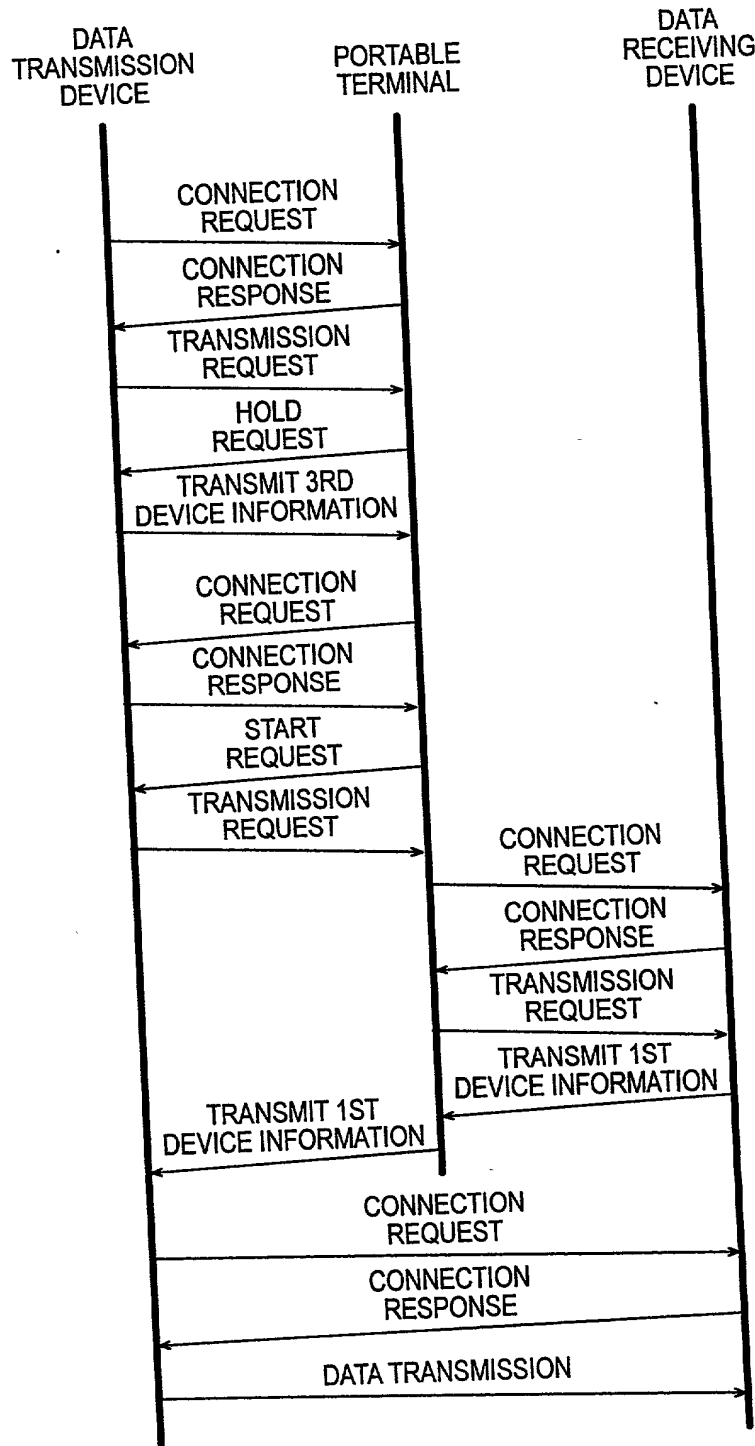 DATA
TRANSMISSION
DEVICE
PORTABLE
TERMINAL
DATA
RECEIVING
DEVICE
CONNECTION
REQUEST
CONNECTION
RESPONSE
TRANSMISSION
REQUEST
HOLD
REQUEST
TRANSMIT 3RD
DEVICE INFORMATION
CONNECTION
REQUEST
CONNECTION
RESPONSE
START
REQUEST
TRANSMISSION
REQUEST
CONNECTION
REQUEST
CONNECTION
RESPONSE
TRANSMISSION
REQUEST
TRANSMIT 1ST
DEVICE INFORMATION
TRANSMIT 1ST
DEVICE INFORMATION
CONNECTION
REQUEST
CONNECTION
RESPONSE
DATA TRANSMISSION